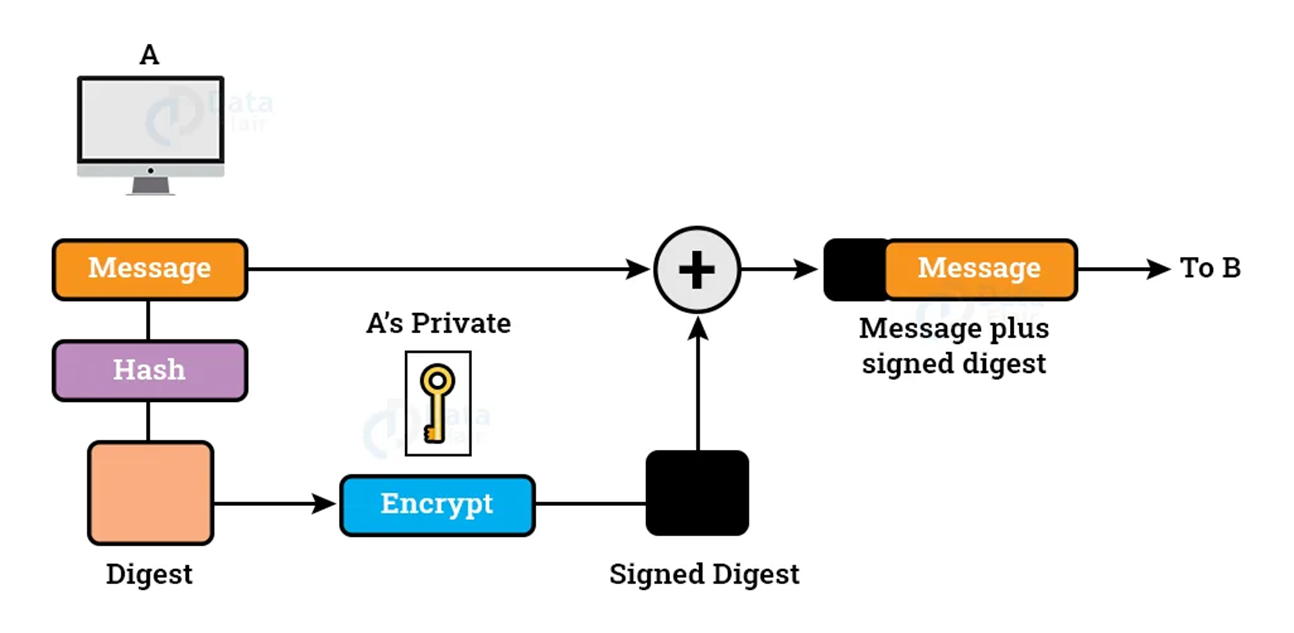 A
Data
Flair
Message
+
Message
To B
A's Private
Message plus
signed digest
Hash
Data
Flair
Encrypt
Digest
Signed Digest